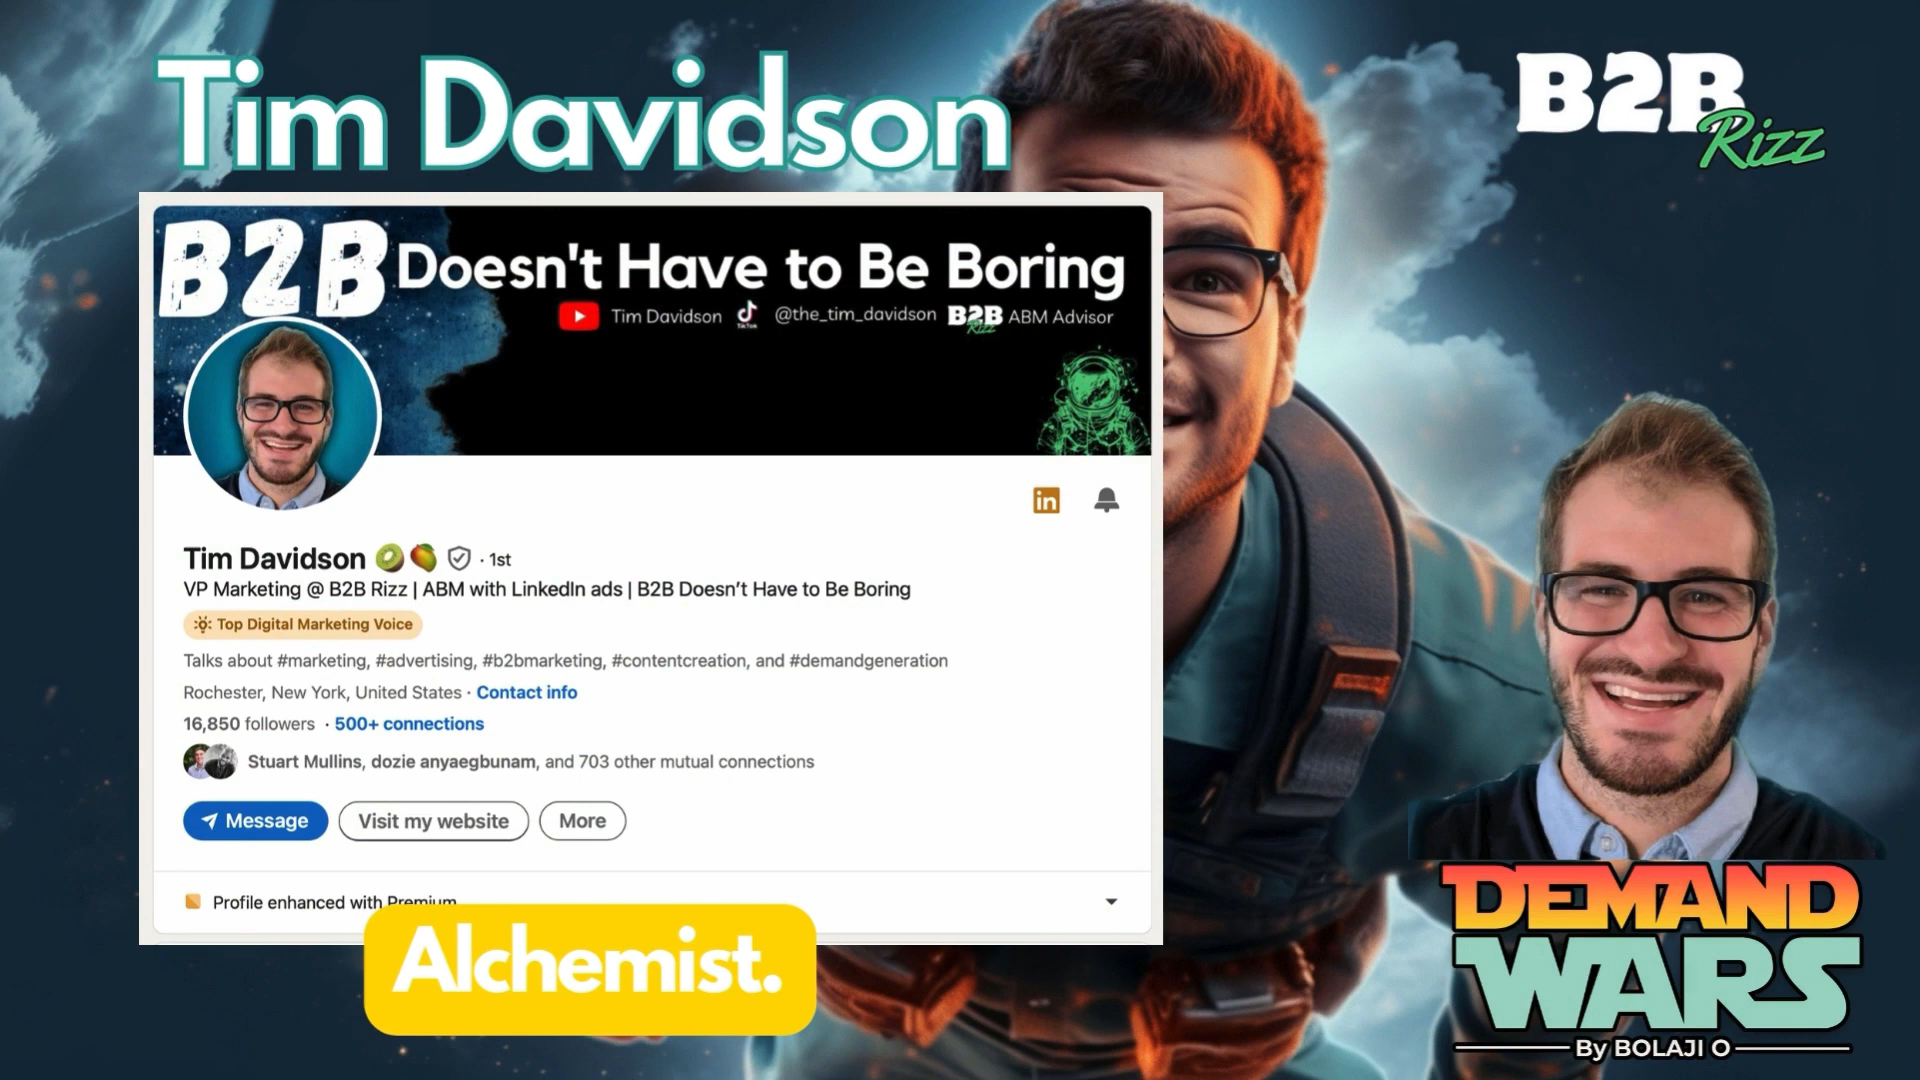 Tim Davidson
B2B
Rizz
B2B Doesn't Have to Be Boring
Tim Davidson TikTok @the_tim_davidson B2B Rizz ABM Advisor
in
Tim Davidson · 1st
VP Marketing @ B2B Rizz | ABM with LinkedIn ads | B2B Doesn’t Have to Be Boring
Top Digital Marketing Voice
Talks about #marketing, #advertising, #b2bmarketing, #contentcreation, and #demandgeneration
Rochester, New York, United States · Contact info
16,850 followers · 500+ connections
Stuart Mullins, dozie anyaegbunam, and 703 other mutual connections
Message Visit my website More
Profile enhanced with Premium
Alchemist.
DEMAND
WARS
By BOLAJI O